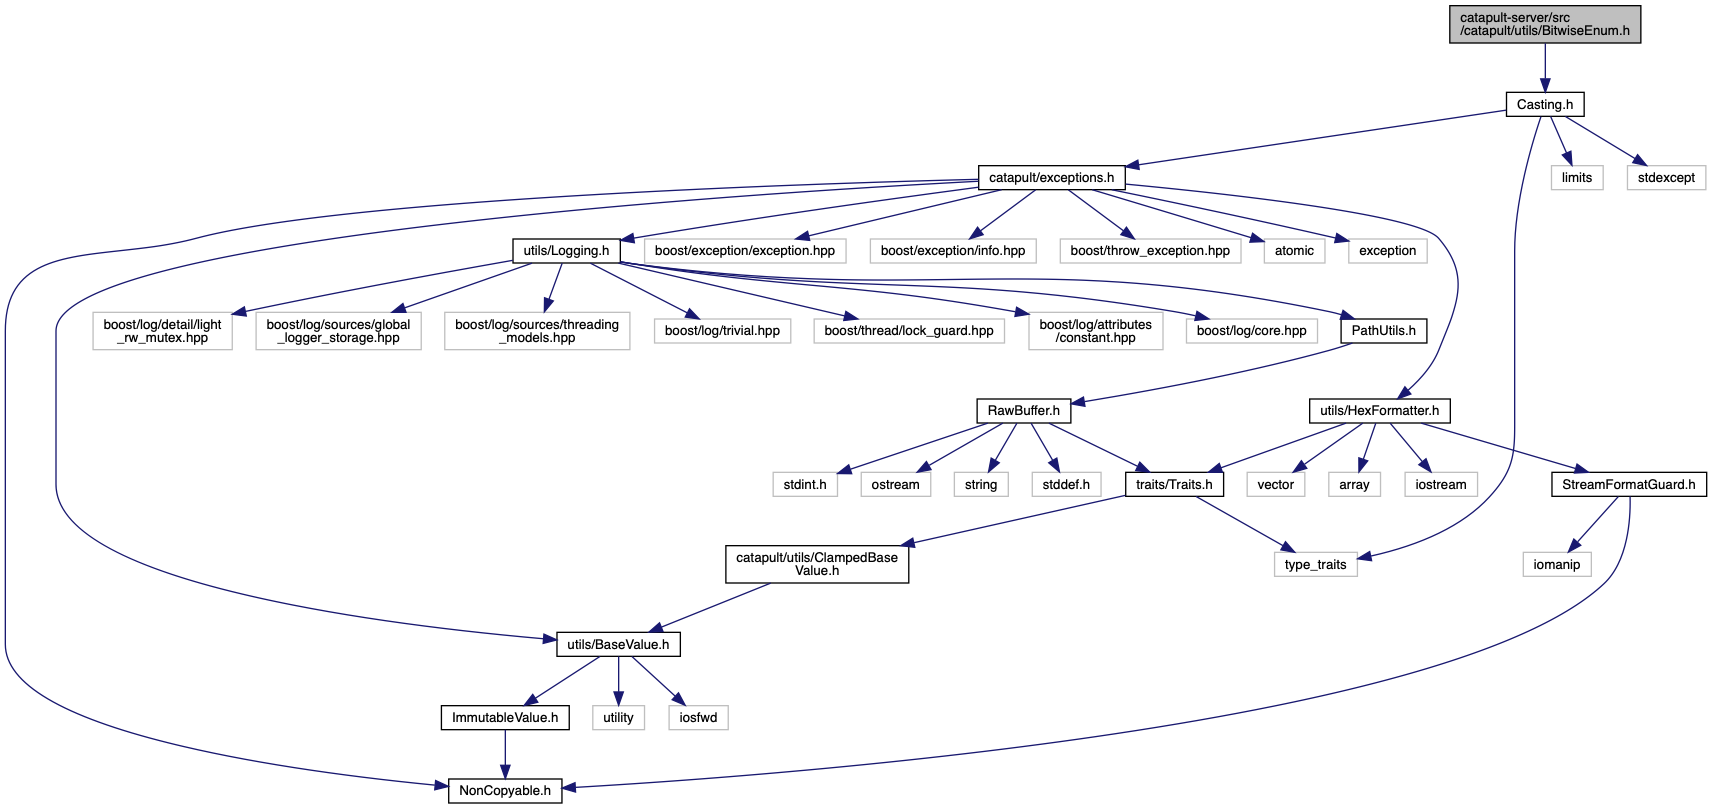 catapult-server/src
/catapult/utils/BitwiseEnum.h
Casting.h
catapult/exceptions.h
limits
stdexcept
utils/Logging.h
boost/exception/exception.hpp
boost/exception/info.hpp
boost/throw_exception.hpp
atomic
exception
boost/log/detail/light
_rw_mutex.hpp
boost/log/sources/global
_logger_storage.hpp
boost/log/sources/threading
_models.hpp
boost/log/trivial.hpp
boost/thread/lock_guard.hpp
boost/log/attributes
/constant.hpp
boost/log/core.hpp
PathUtils.h
RawBuffer.h
utils/HexFormatter.h
stdint.h
ostream
string
stddef.h
traits/Traits.h
vector
array
iostream
StreamFormatGuard.h
catapult/utils/ClampedBase
Value.h
type_traits
iomanip
utils/BaseValue.h
ImmutableValue.h
utility
iosfwd
NonCopyable.h